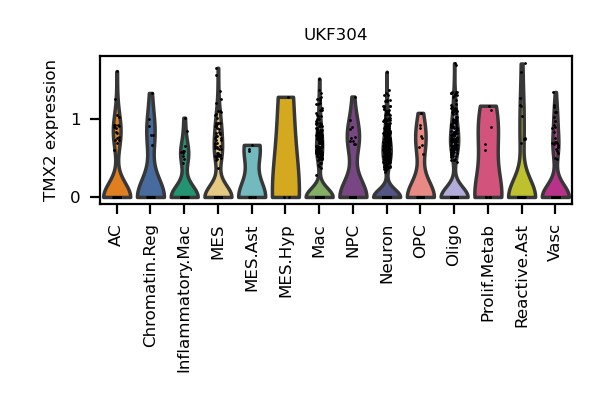 UKF304
TMX2 expression
1
0
AC
Chromatin.Reg
Inflammatory.Mac
MES
MES.Ast
MES.Hyp
Mac
NPC
Neuron
OPC
Oligo
Prolif.Metab
Reactive.Ast
Vasc